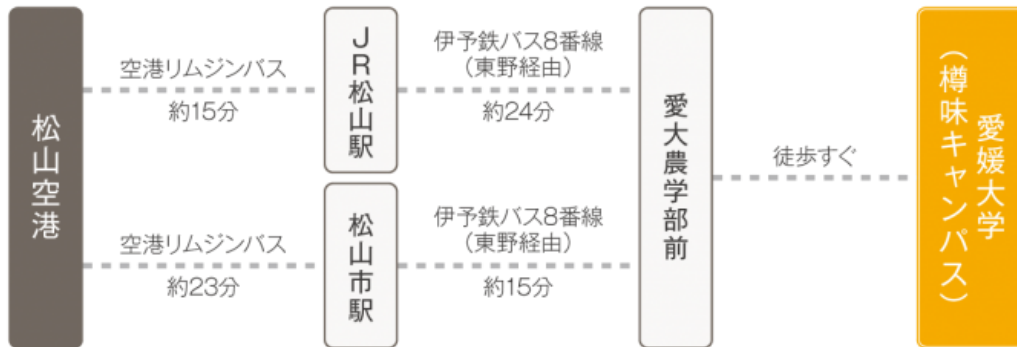 松山空港
空港リムジンバス
約15分
JR松山駅
伊予鉄バス8番線
（東野経由）
約24分
空港リムジンバス
約23分
松山市駅
伊予鉄バス8番線
（東野経由）
約15分
愛大農学部前
徒歩すぐ
愛媛大学
（樽味キャンパス）